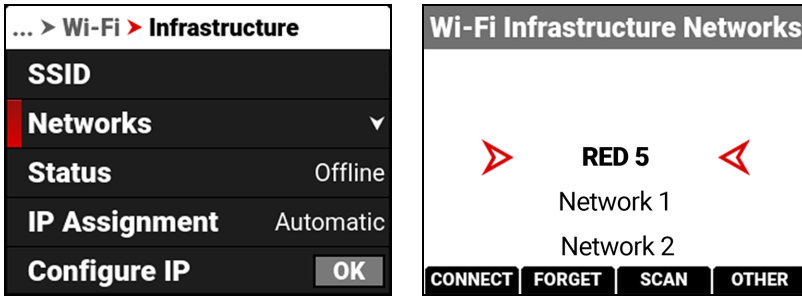 ... > Wi-Fi > Infrastructure
SSID
Networks
Status Offline
IP Assignment Automatic
Configure IP OK
Wi-Fi Infrastructure Networks
RED 5
Network 1
Network 2
CONNECT FORGET SCAN OTHER